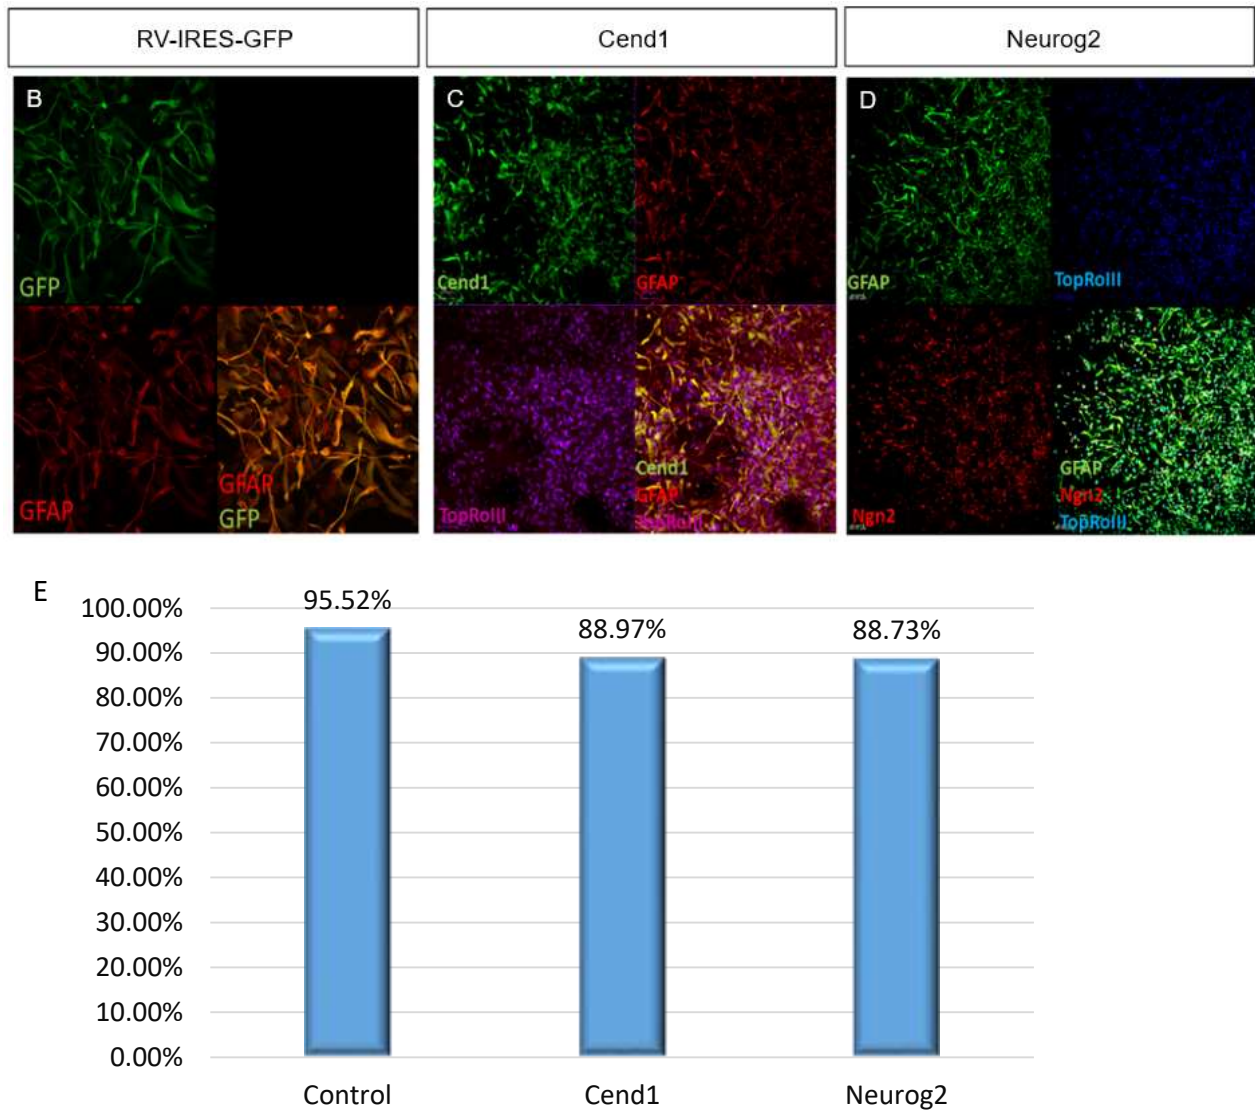 RV-IRES-GFP
Cend1
Neurog2
B
GFP
GFAP
GFAP
GFP
C
Cend1
GFAP
TopRoIII
Cend1
GFAP
TopRoIII
D
GFAP
TopRoIII
Ngn2
GFAP
Ngn2
TopRoIII
E
100.00%
90.00%
80.00%
70.00%
60.00%
50.00%
40.00%
30.00%
20.00%
10.00%
0.00%
95.52%
88.97%
88.73%
Control
Cend1
Neurog2